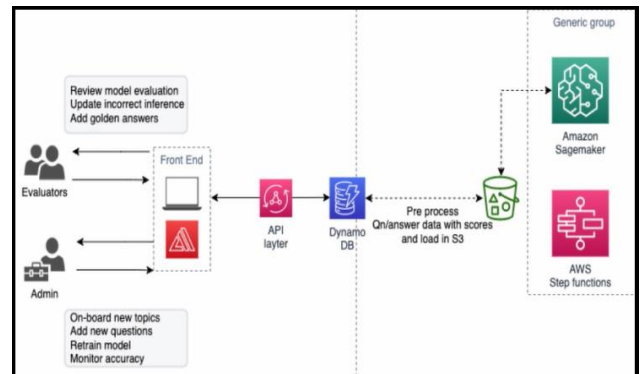 Generic group
Review model evaluation
Update incorrect inference
Add golden answers
Front End
Evaluators
Amazon
Sagemaker
API
layter
Dynamo
DB
Pre process
Qn/answer data with scores
and load in S3
Admin
AWS
Step functions
On-board new topics
Add new questions
Retrain model
Monitor accuracy